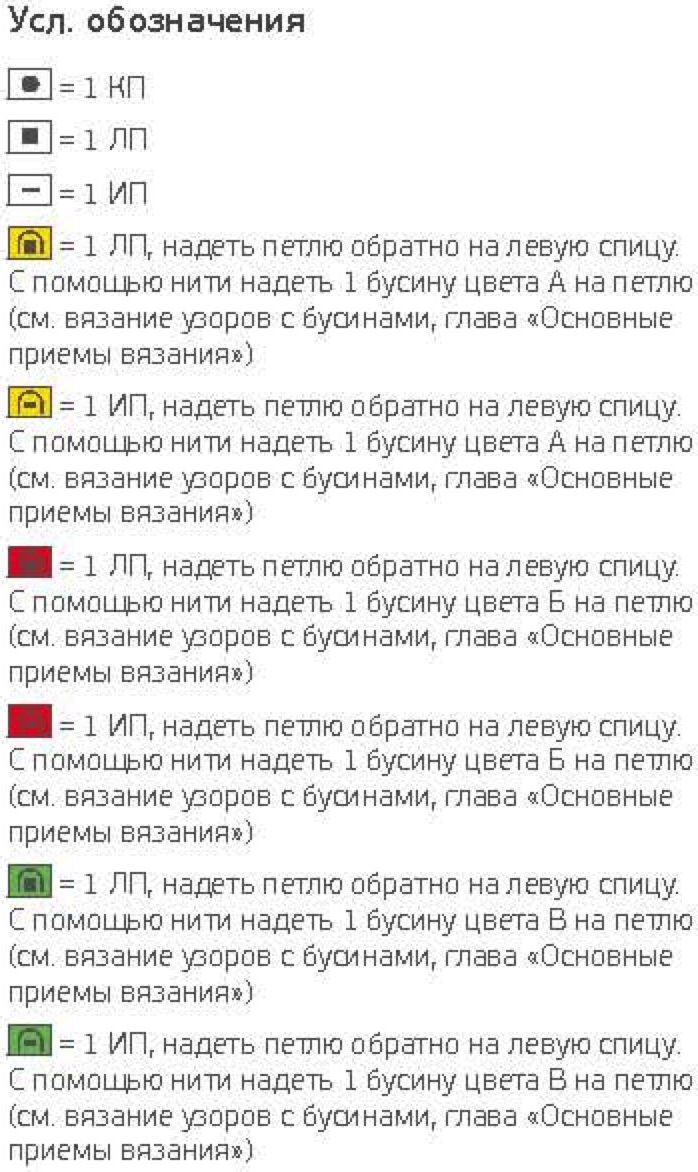 Усл. обозначения
= 1 КП
= 1 ЛП
= 1 ИП
= 1 ЛП, надеть петлю обратно на левую спицу.
С помощью нити надеть 1 бусину цвета А на петлю
(см. вязание узоров с бусинами, глава «Основные
приемы вязания»)
= 1 ИП, надеть петлю обратно на левую спицу.
С помощью нити надеть 1 бусину цвета А на петлю
(см. вязание узоров с бусинами, глава «Основные
приемы вязания»)
= 1 ЛП, надеть петлю обратно на левую спицу.
С помощью нити надеть 1 бусину цвета Б на петлю
(см. вязание узоров с бусинами, глава «Основные
приемы вязания»)
= 1 ИП, надеть петлю обратно на левую спицу.
С помощью нити надеть 1 бусину цвета Б на петлю
(см. вязание узоров с бусинами, глава «Основные
приемы вязания»)
= 1 ЛП, надеть петлю обратно на левую спицу.
С помощью нити надеть 1 бусину цвета В на петлю
(см. вязание узоров с бусинами, глава «Основные
приемы вязания»)
= 1 ИП, надеть петлю обратно на левую спицу.
С помощью нити надеть 1 бусину цвета В на петлю
(см. вязание узоров с бусинами, глава «Основные
приемы вязания»)